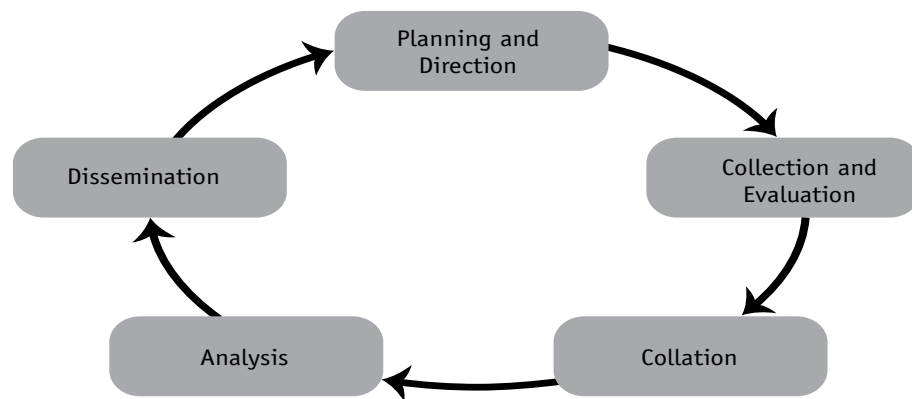 Planning and
Direction
Collection and
Evaluation
Collation
Analysis
Dissemination